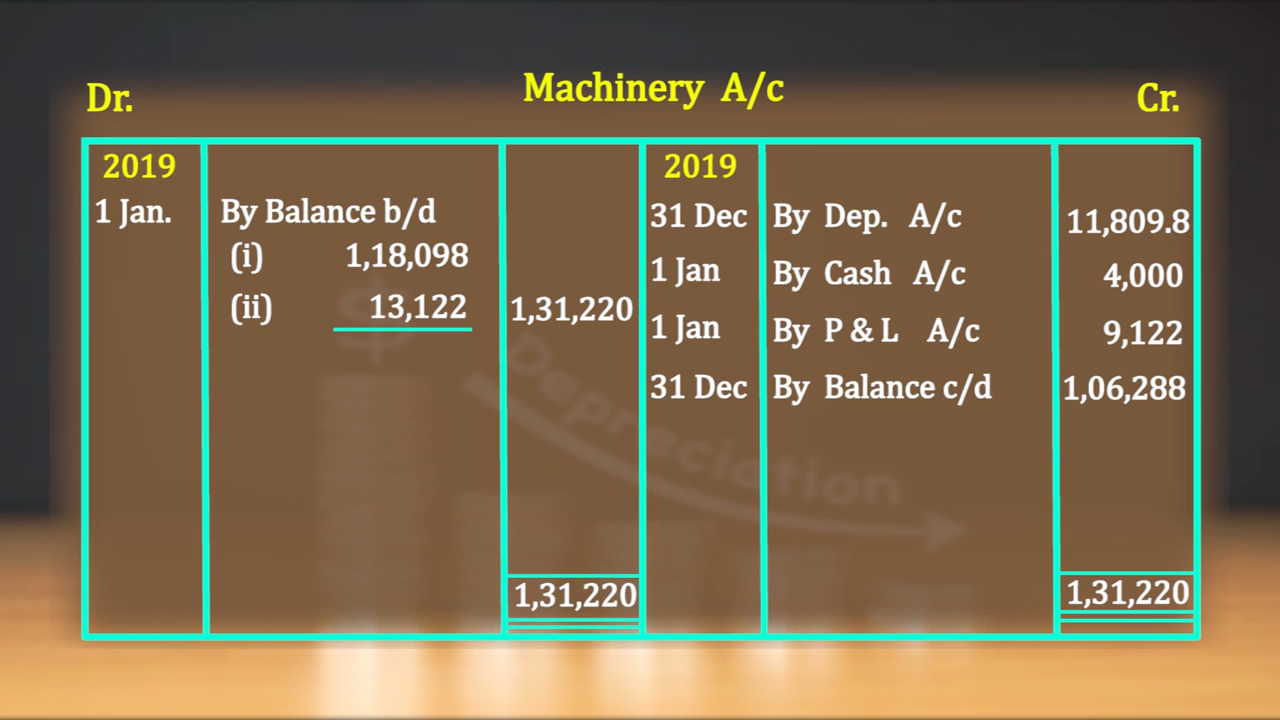 Machinery A/c
Dr.
Cr.
2019
1 Jan. By Balance b/d
(i) 1,18,098
(ii) 13,122 1,31,220
1,31,220
2019
31 Dec By Dep. A/c 11,809.8
1 Jan By Cash A/c 4,000
1 Jan By P & L A/c 9,122
31 Dec By Balance c/d 1,06,288
1,31,220
$
Depreciation